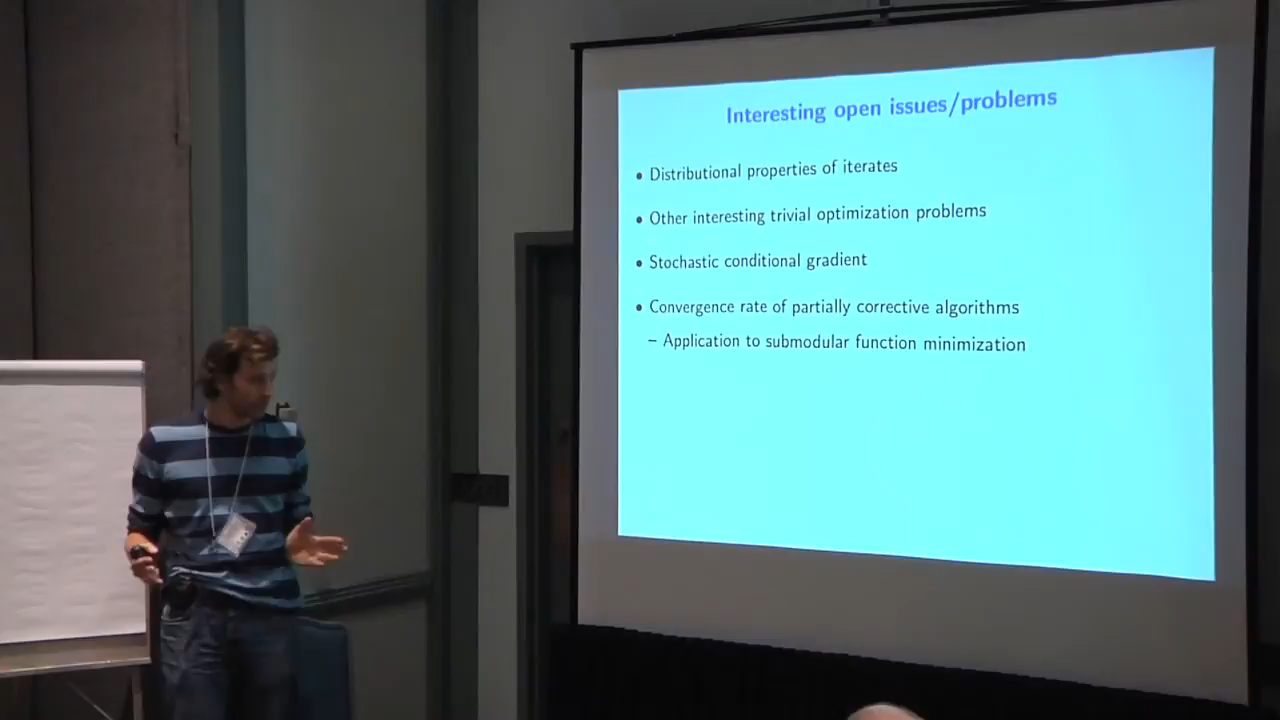 Interesting open issues/problems
• Distributional properties of iterates
• Other interesting trivial optimization problems
• Stochastic conditional gradient
• Convergence rate of partially corrective algorithms
– Application to submodular function minimization